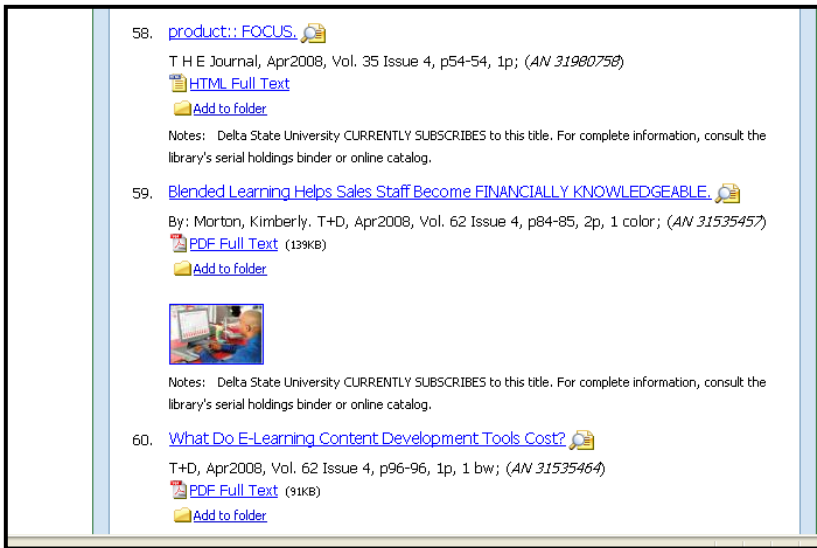 58. product:: FOCUS.
T H E Journal, Apr2008, Vol. 35 Issue 4, p54-54, 1p; (AN 31980758)
HTML Full Text
Add to folder
Notes: Delta State University CURRENTLY SUBSCRIBES to this title. For complete information, consult the
library's serial holdings binder or online catalog.
59. Blended Learning Helps Sales Staff Become FINANCIALLY KNOWLEDGEABLE.
By: Morton, Kimberly. T+D, Apr2008, Vol. 62 Issue 4, p84-85, 2p, 1 color; (AN 31535457)
PDF Full Text (139KB)
Add to folder
Notes: Delta State University CURRENTLY SUBSCRIBES to this title. For complete information, consult the
library's serial holdings binder or online catalog.
60. What Do E-Learning Content Development Tools Cost?
T+D, Apr2008, Vol. 62 Issue 4, p96-96, 1p, 1 bw; (AN 31535464)
PDF Full Text (91KB)
Add to folder